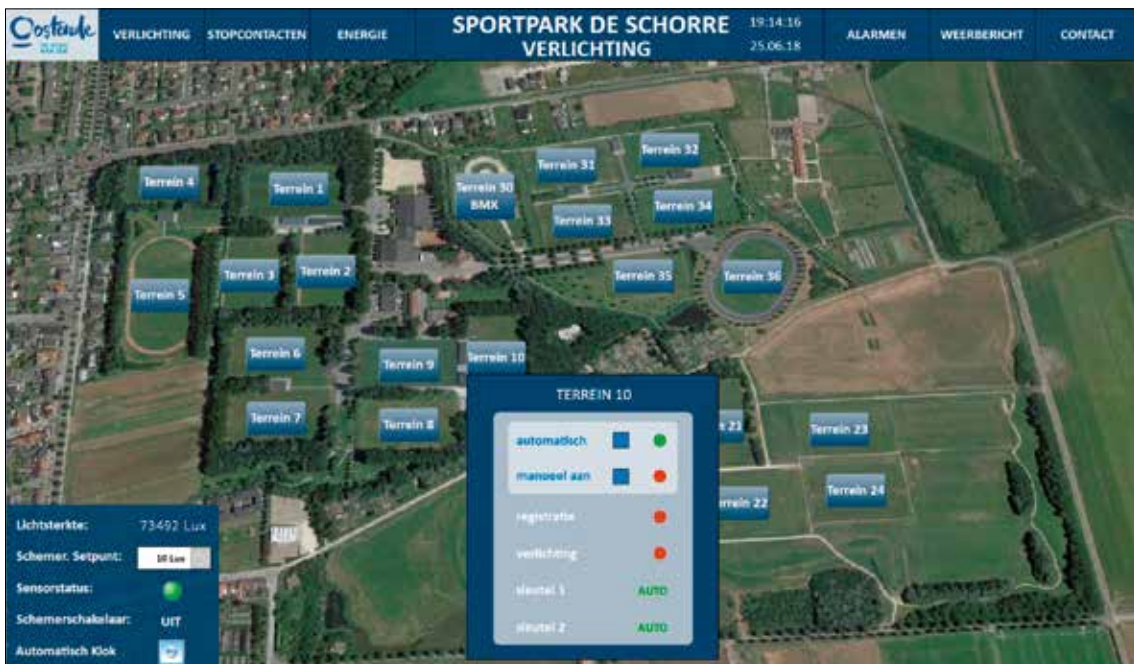 Oostende
VERLICHTING
STOPCONTACTEN
ENERGIE
SPORTPARK DE SCHORRE
VERLICHTING
19:14:16
25.06.18
ALARMEN
WEERBERICHT
CONTACT
Terrein 4
Terrein 1
Terrein 30
BMX
Terrein 31
Terrein 32
Terrein 33
Terrein 34
Terrein 5
Terrein 3
Terrein 2
Terrein 35
Terrein 36
Terrein 6
Terrein 9
Terrein 10
Terrein 7
Terrein 8
21
Terrein 23
22
Terrein 24
TERREIN 10
automatisch
manoeel aan
registratie
verlichting
sleutel 1 AUTO
sleutel 2 AUTO
Lichtsterkte: 73492 Lux
Schemer. Setpunt: 10 Lux
Sensorstatus:
Schemerschakelaar: UIT
Automatisch Klok